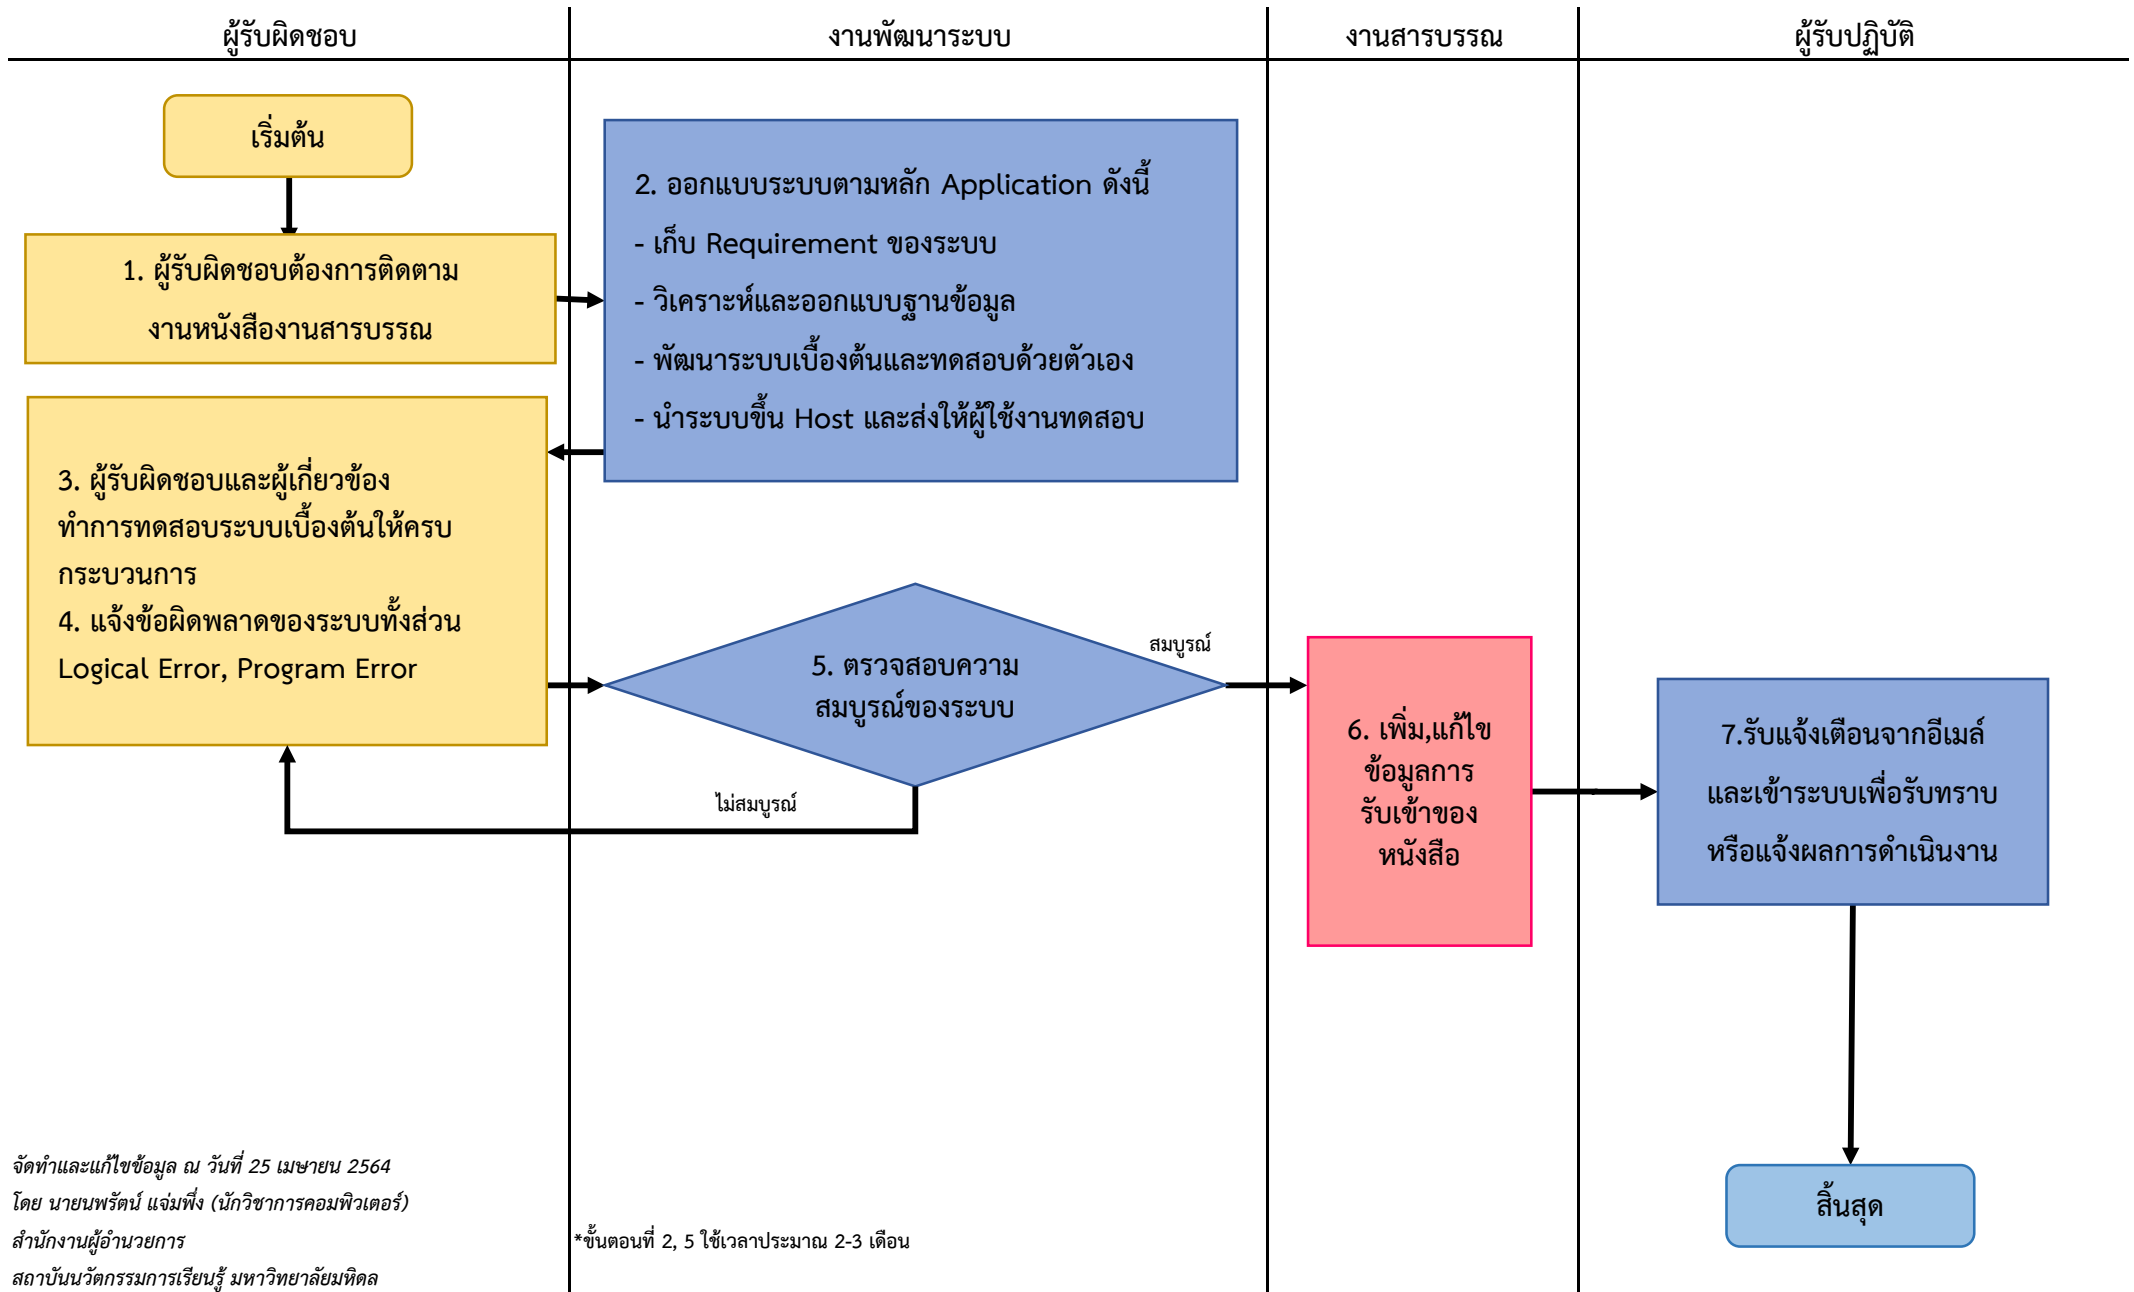 ผู้รับผิดชอบ
งานพัฒนาระบบ
งานสารบรรณ
ผู้รับปฏิบัติ
เริ่มต้น
1. ผู้รับผิดชอบต้องการติดตาม
งานหนังสืองานสารบรรณ
2. ออกแบบระบบตามหลัก Application ดังนี้
- เก็บ Requirement ของระบบ
- วิเคราะห์และออกแบบฐานข้อมูล
- พัฒนาระบบเบื้องต้นและทดสอบด้วยตัวเอง
- นำระบบขึ้น Host และส่งให้ผู้ใช้งานทดสอบ
3. ผู้รับผิดชอบและผู้เกี่ยวข้อง
ทำการทดสอบระบบเบื้องต้นให้ครบ
กระบวนการ
4. แจ้งข้อผิดพลาดของระบบทั้งส่วน
Logical Error, Program Error
5. ตรวจสอบความ
สมบูรณ์ของระบบ
สมบูรณ์
ไม่สมบูรณ์
6. เพิ่ม,แก้ไข
ข้อมูลการ
รับเข้าของ
หนังสือ
7.รับแจ้งเตือนจากอีเมล์
และเข้าระบบเพื่อรับทราบ
หรือแจ้งผลการดำเนินงาน
สิ้นสุด
จัดทำและแก้ไขข้อมูล ณ วันที่ 25 เมษายน 2564
โดย นายนพรัตน์ แจ่มพึ่ง (นักวิชาการคอมพิวเตอร์)
สำนักงานผู้อำนวยการ
สถาบันนวัตกรรมการเรียนรู้ มหาวิทยาลัยมหิดล
*ขั้นตอนที่ 2, 5 ใช้เวลาประมาณ 2-3 เดือน